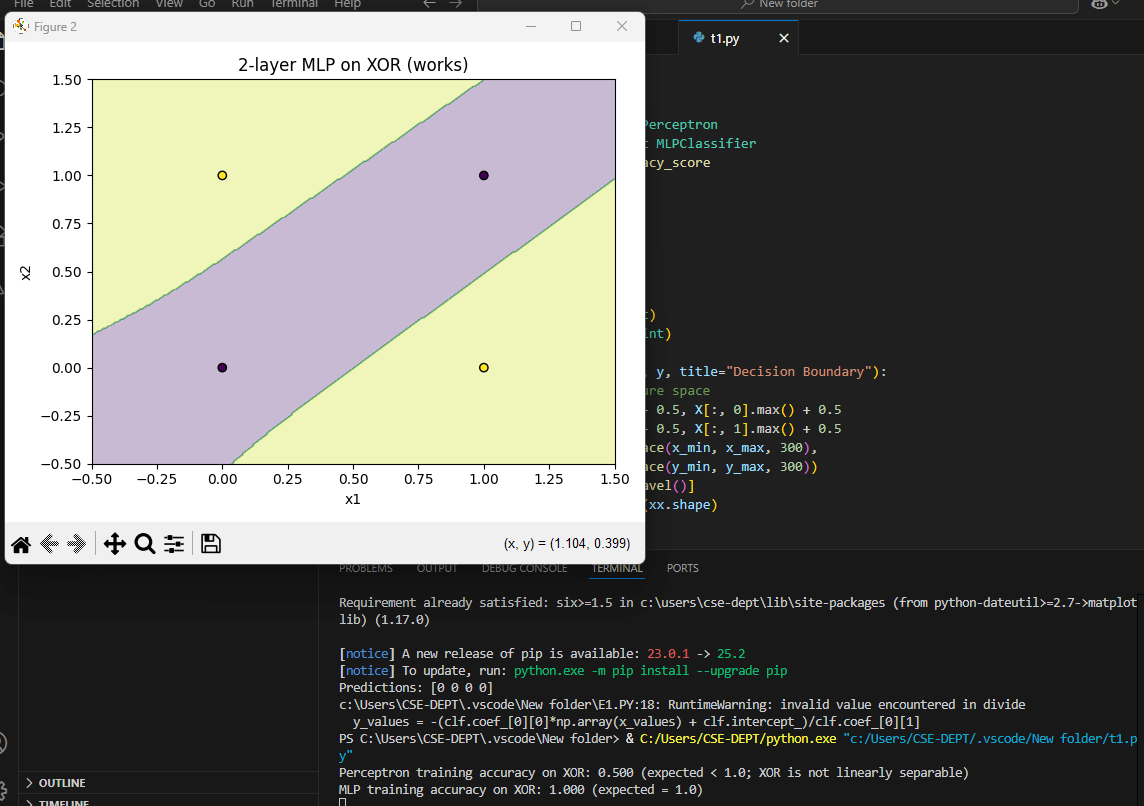 File Edit Selection View Go Run Terminal Help
New folder
Figure 2
t1.py
2-layer MLP on XOR (works)
1.50
1.25
1.00
0.75
0.50
0.25
0.00
−0.25
−0.50
x2
−0.50 −0.25 0.00 0.25 0.50 0.75 1.00 1.25 1.50
x1
(x, y) = (1.104, 0.399)
Perceptron
MLPClassifier
acy_score
t)
int)
y, title="Decision Boundary"):
ure space
0.5, X[:, 0].max() + 0.5
0.5, X[:, 1].max() + 0.5
ace(x_min, x_max, 300),
ace(y_min, y_max, 300))
avel()]
(xx.shape)
PROBLEMS OUTPUT DEBUG CONSOLE TERMINAL PORTS
Requirement already satisfied: six>=1.5 in c:\users\cse-dept\lib\site-packages (from python-dateutil>=2.7->matplot
lib) (1.17.0)
[notice] A new release of pip is available: 23.0.1 -> 25.2
[notice] To update, run: python.exe -m pip install --upgrade pip
Predictions: [0 0 0 0]
c:\Users\CSE-DEPT\.vscode\New folder\E1.PY:18: RuntimeWarning: invalid value encountered in divide
y_values = -(clf.coef_[0][0]*np.array(x_values) + clf.intercept_)/clf.coef_[0][1]
PS C:\Users\CSE-DEPT\.vscode\New folder> & C:/Users/CSE-DEPT/python.exe "c:/Users/CSE-DEPT/.vscode/New folder/t1.p
y"
Perceptron training accuracy on XOR: 0.500 (expected < 1.0; XOR is not linearly separable)
MLP training accuracy on XOR: 1.000 (expected = 1.0)
OUTLINE
TIMELINE